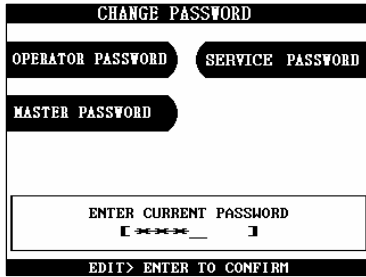 CHANGE PASSWORD
OPERATOR PASSWORD
SERVICE PASSWORD
MASTER PASSWORD
ENTER CURRENT PASSWORD
[****_ ]
EDIT> ENTER TO CONFIRM